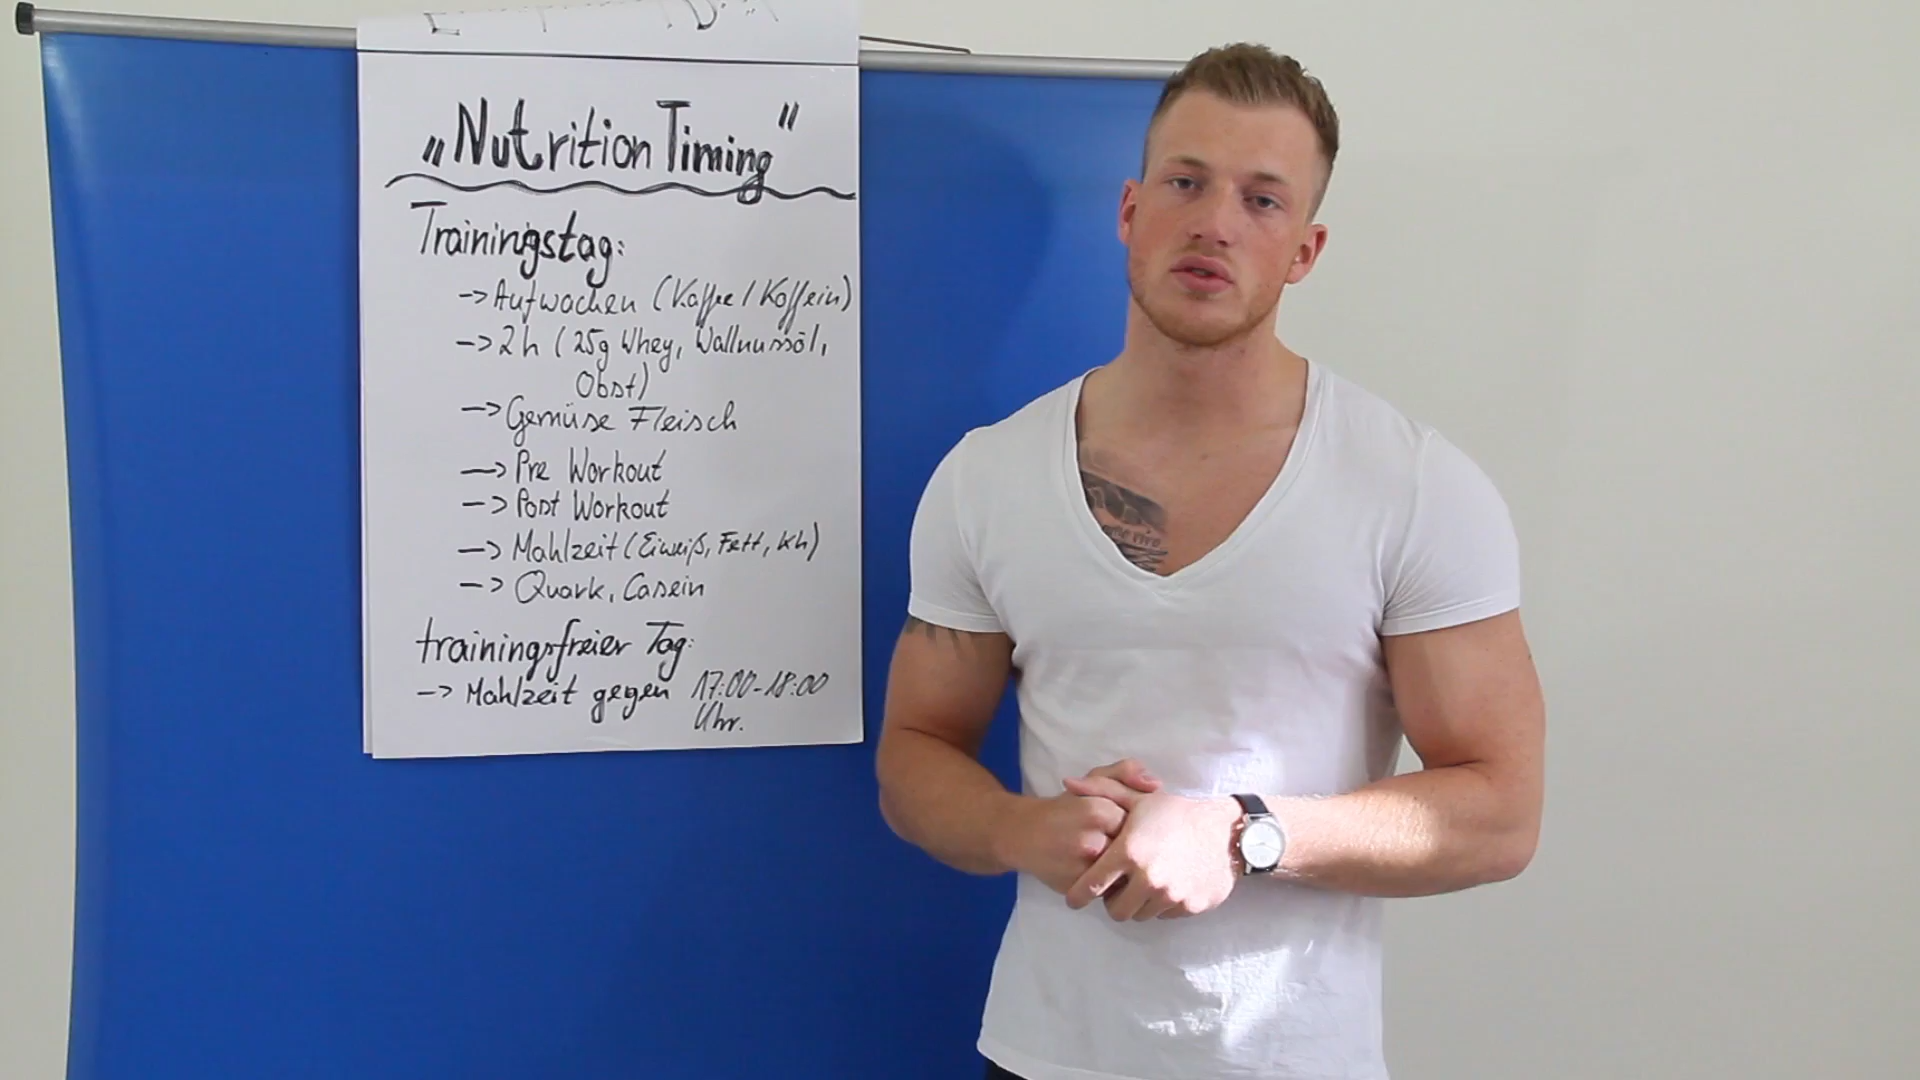 „Nutrition Timing“
Trainingstag:
-> Aufwachen (Kaffee / Koffein)
-> 2h (25g Whey, Wallnussöl,
Obst)
-> Gemüse Fleisch
-> Pre Workout
-> Post Workout
-> Mahlzeit (Eiweiß, Fett, Kh)
-> Quark, Casein
trainingsfreier Tag:
-> Mahlzeit gegen 17:00-18:00
Uhr.